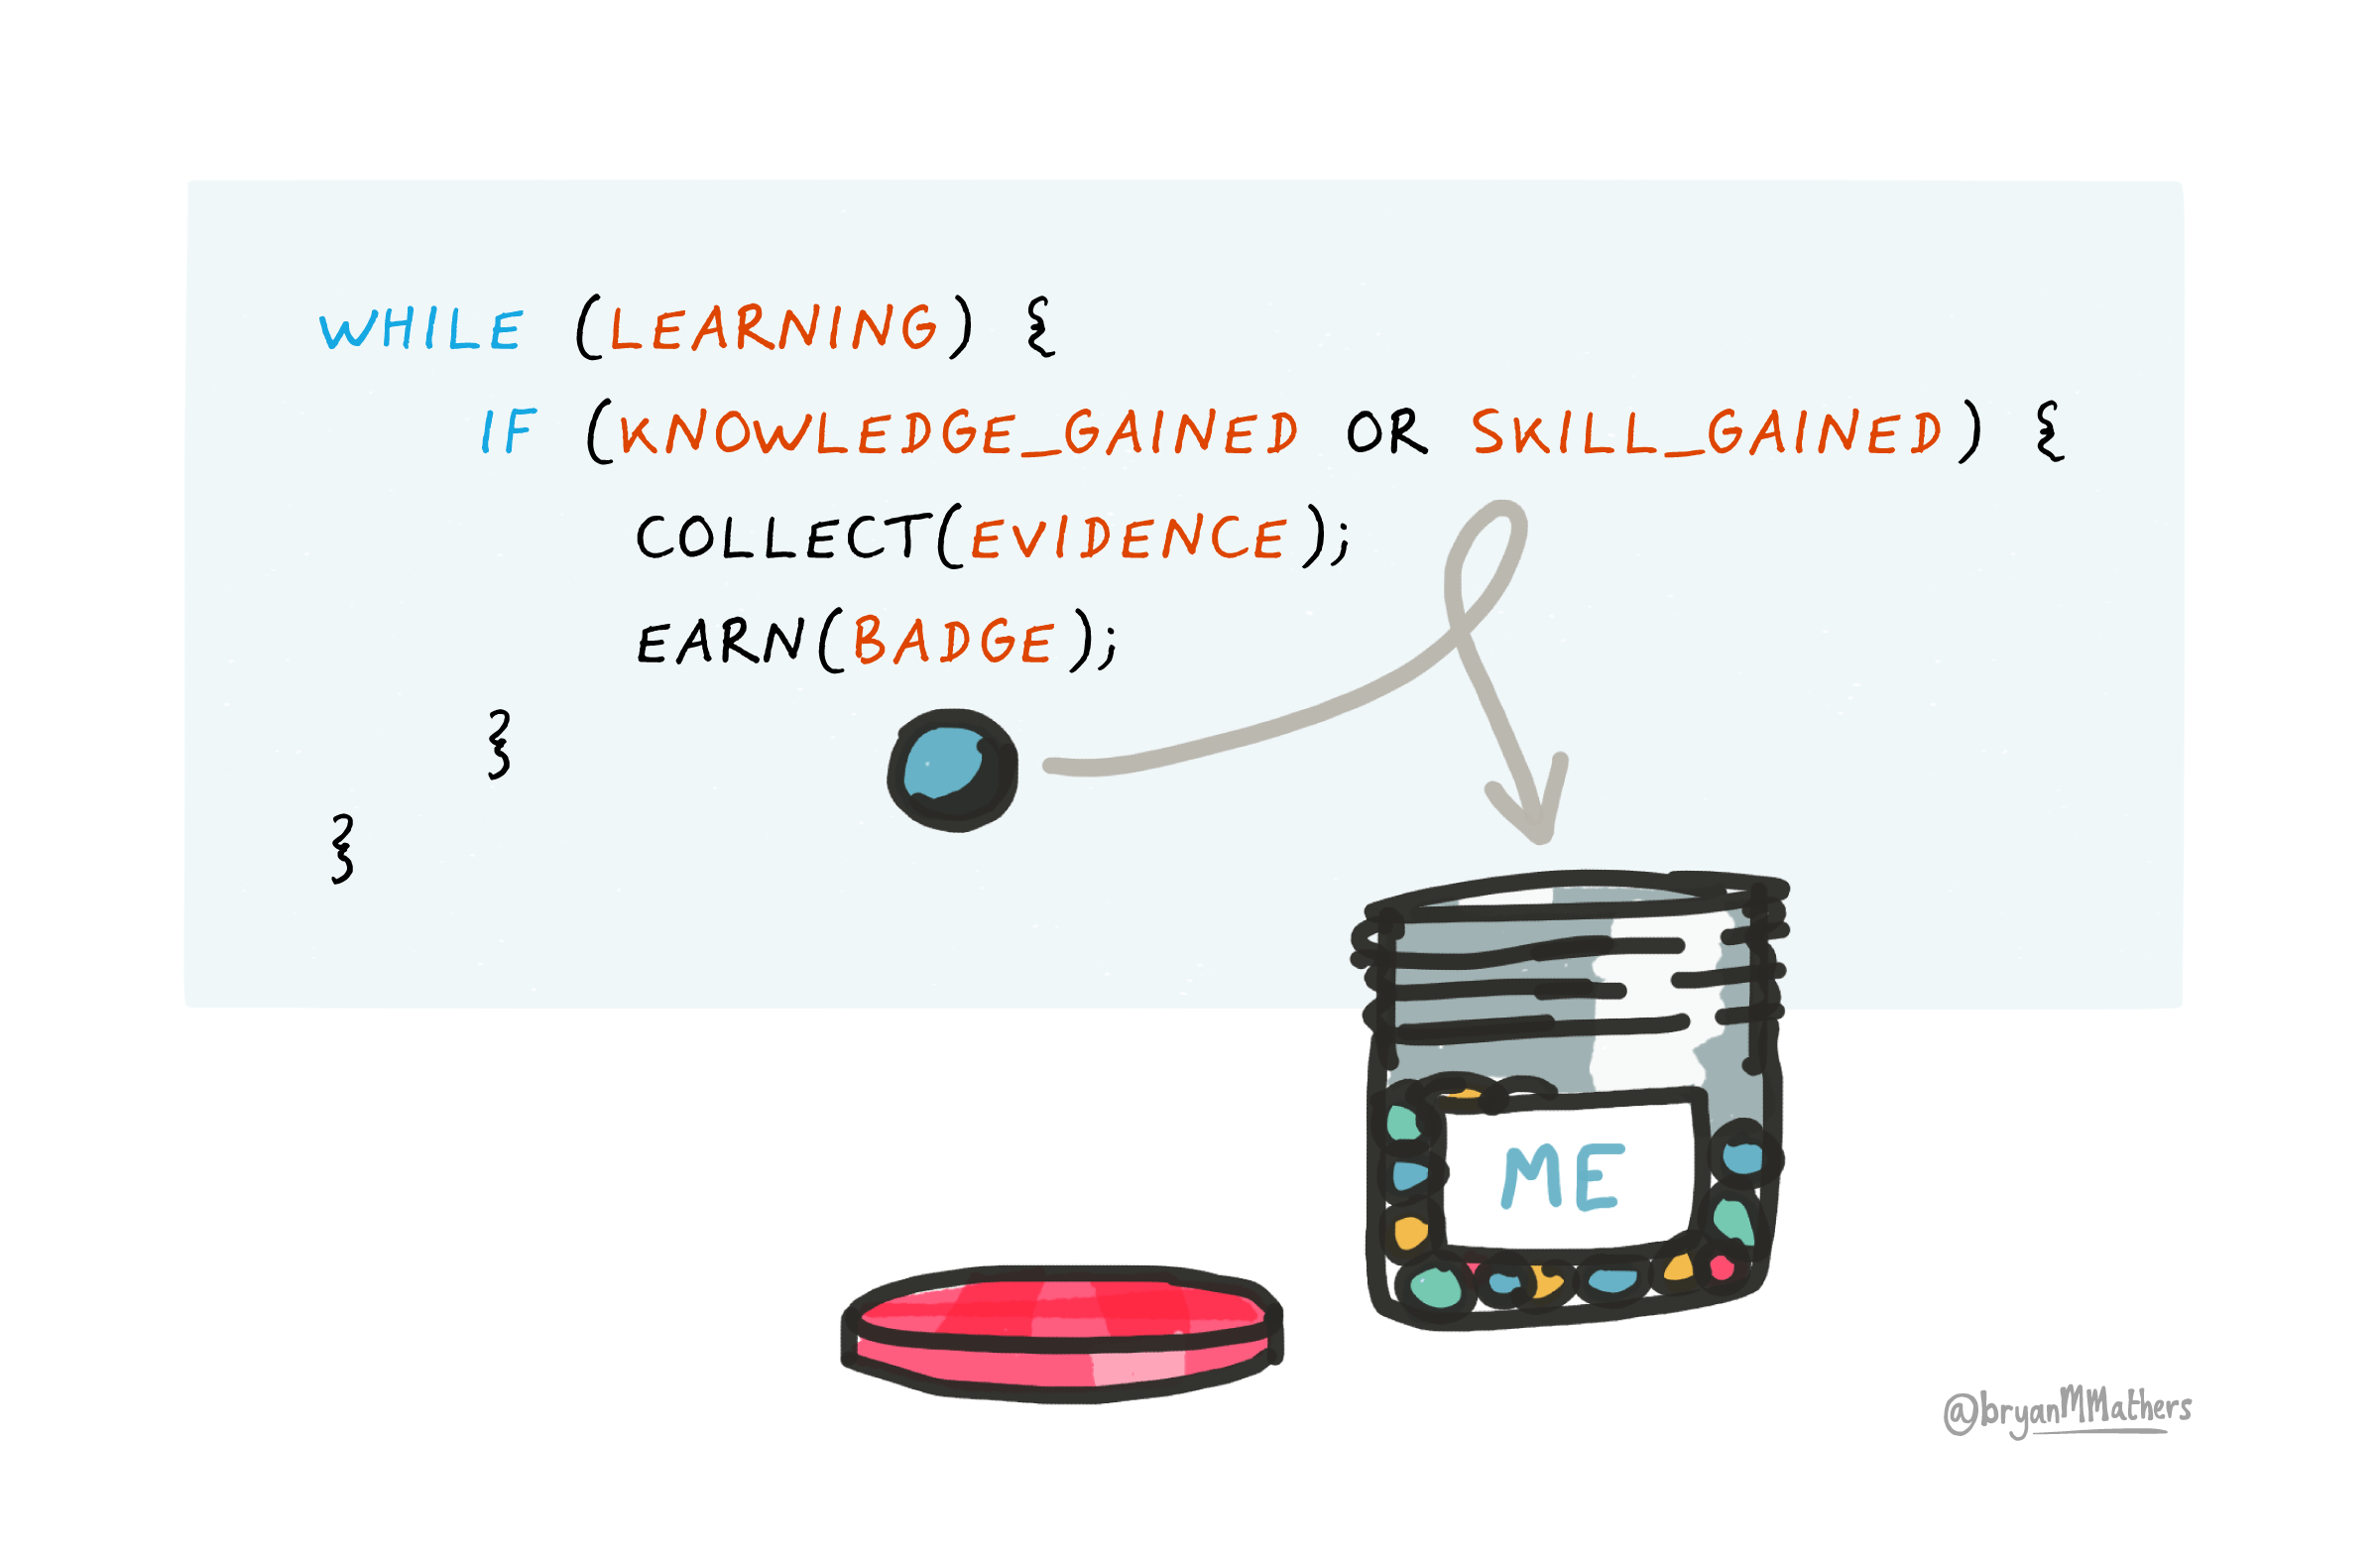 WHILE (LEARNING) {
IF (KNOWLEDGE_GAINED OR SKILL_GAINED) {
COLLECT(EVIDENCE);
EARN(BADGE);
}
}
ME
@bryanMMathers